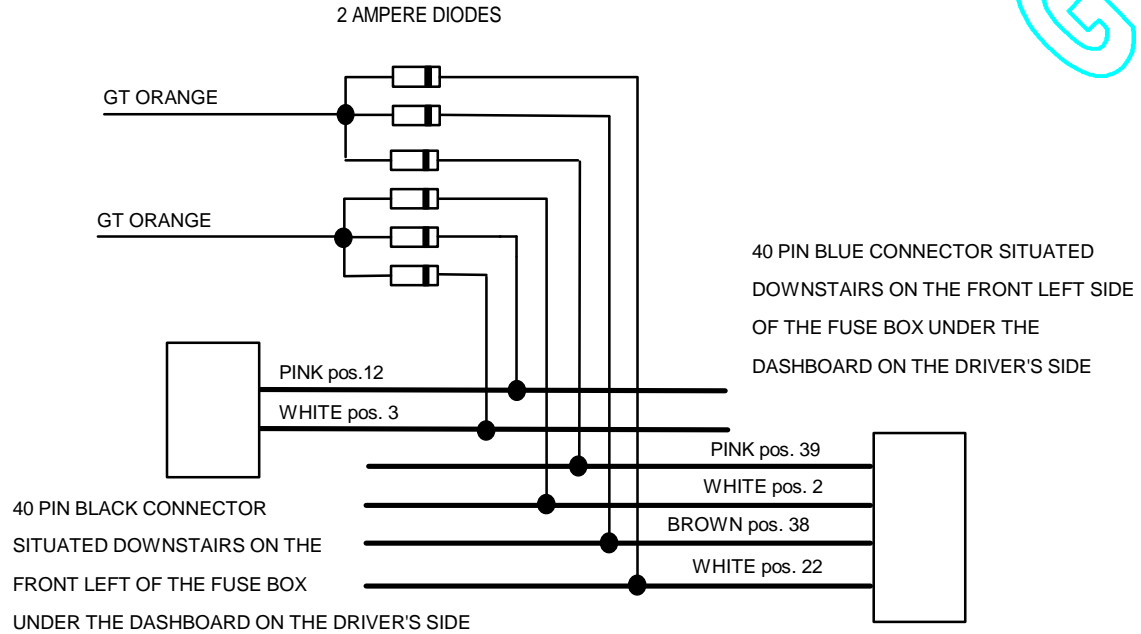 2 AMPERE DIODES
GT ORANGE
GT ORANGE
40 PIN BLUE CONNECTOR SITUATED
DOWNSTAIRS ON THE FRONT LEFT SIDE
OF THE FUSE BOX UNDER THE
DASHBOARD ON THE DRIVER'S SIDE
PINK pos.12
WHITE pos. 3
PINK pos. 39
WHITE pos. 2
BROWN pos. 38
WHITE pos. 22
40 PIN BLACK CONNECTOR
SITUATED DOWNSTAIRS ON THE
FRONT LEFT OF THE FUSE BOX
UNDER THE DASHBOARD ON THE DRIVER'S SIDE